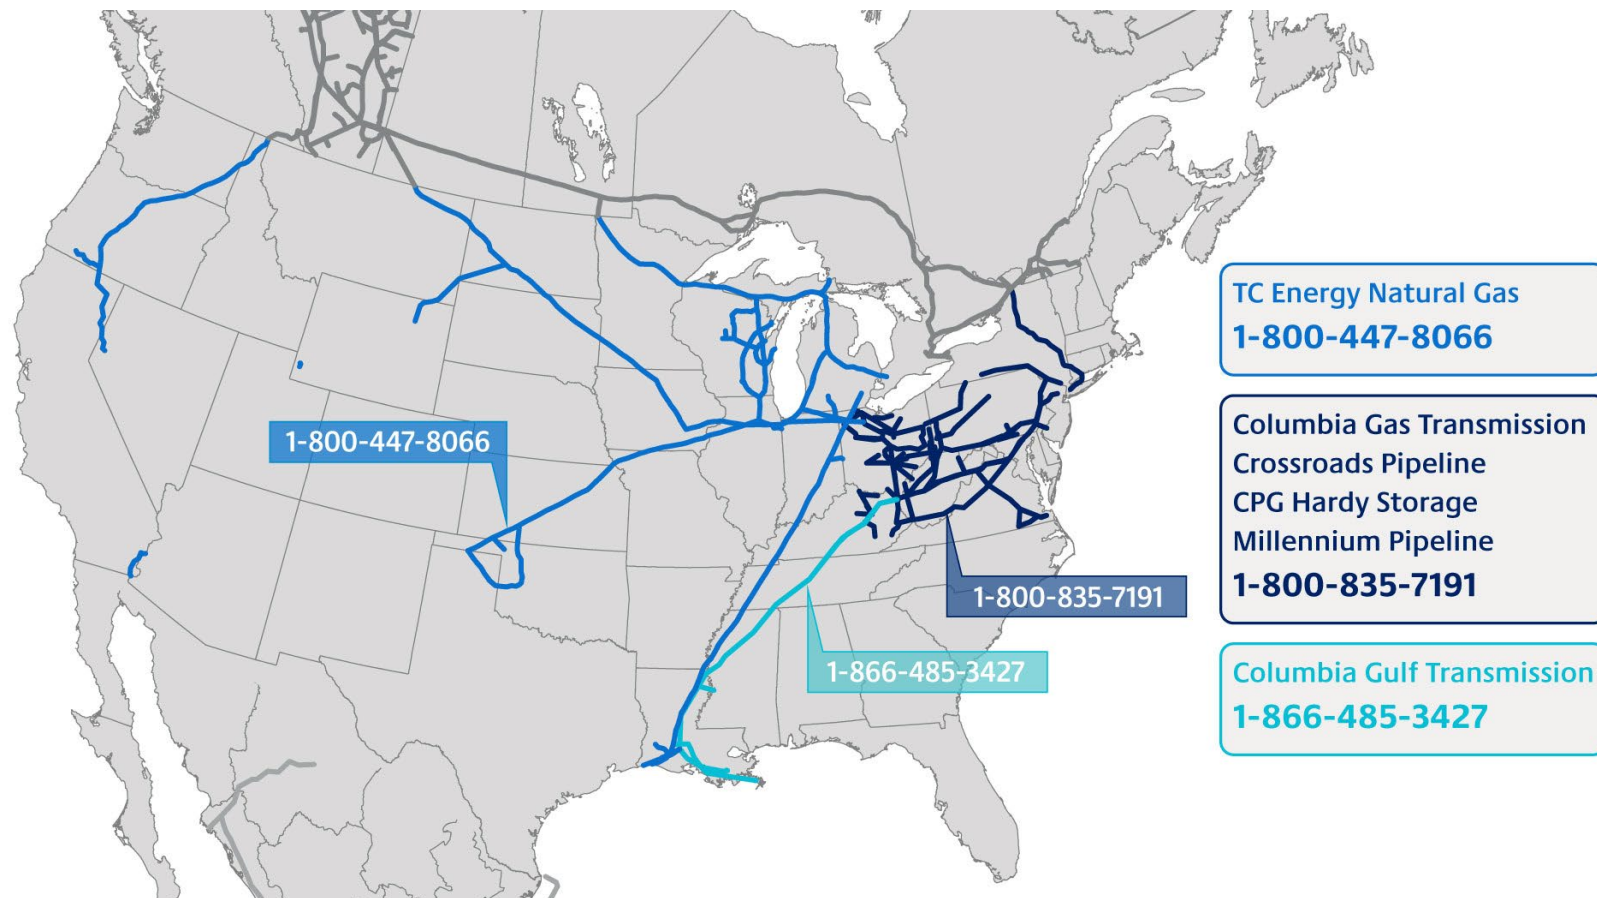 1-800-447-8066
1-800-835-7191
1-866-485-3427
TC Energy Natural Gas
1-800-447-8066
Columbia Gas Transmission
Crossroads Pipeline
CPG Hardy Storage
Millennium Pipeline
1-800-835-7191
Columbia Gulf Transmission
1-866-485-3427